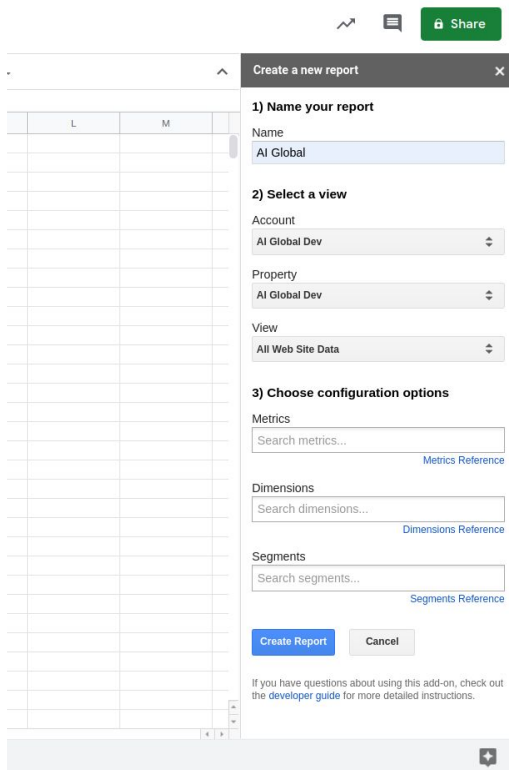 Share
Create a new report
L M
1) Name your report
Name
AI Global
2) Select a view
Account
AI Global Dev
Property
AI Global Dev
View
All Web Site Data
3) Choose configuration options
Metrics
Search metrics...
Metrics Reference
Dimensions
Search dimensions...
Dimensions Reference
Segments
Search segments...
Segments Reference
Create Report Cancel
If you have questions about using this add-on, check out
the developer guide for more detailed instructions.